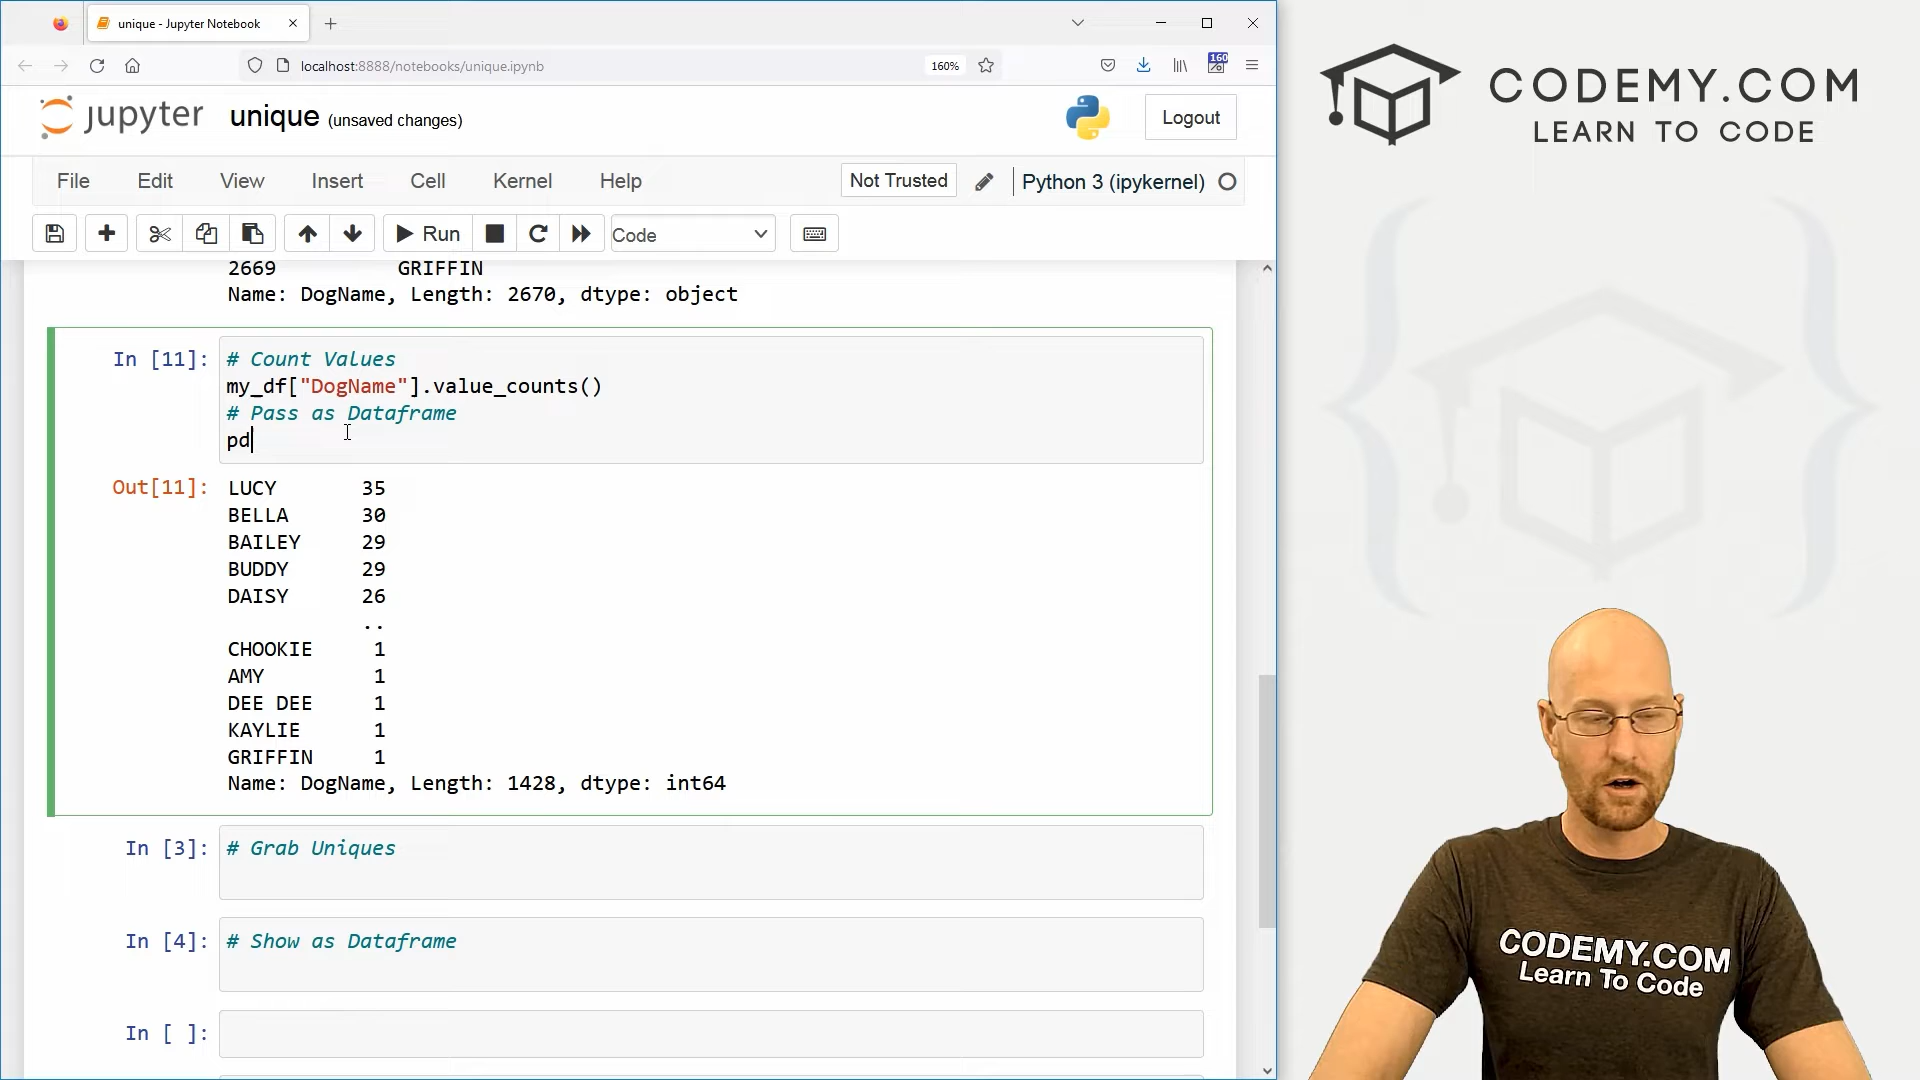 unique - Jupyter Notebook
localhost:8888/notebooks/unique.ipynb
160%
160
jupyter unique (unsaved changes)
Logout
File Edit View Insert Cell Kernel Help
Not Trusted
Python 3 (ipykernel)
Run
Code
2669 GRIFFIN
Name: DogName, Length: 2670, dtype: object
In [11]: # Count Values
my_df["DogName"].value_counts()
# Pass as Dataframe
pd
Out[11]: LUCY 35
BELLA 30
BAILEY 29
BUDDY 29
DAISY 26
..
CHOOKIE 1
AMY 1
DEE DEE 1
KAYLIE 1
GRIFFIN 1
Name: DogName, Length: 1428, dtype: int64
In [3]: # Grab Uniques
In [4]: # Show as Dataframe
In [ ]:
CODEMY.COM
LEARN TO CODE
CODEMY.COM
Learn To Code